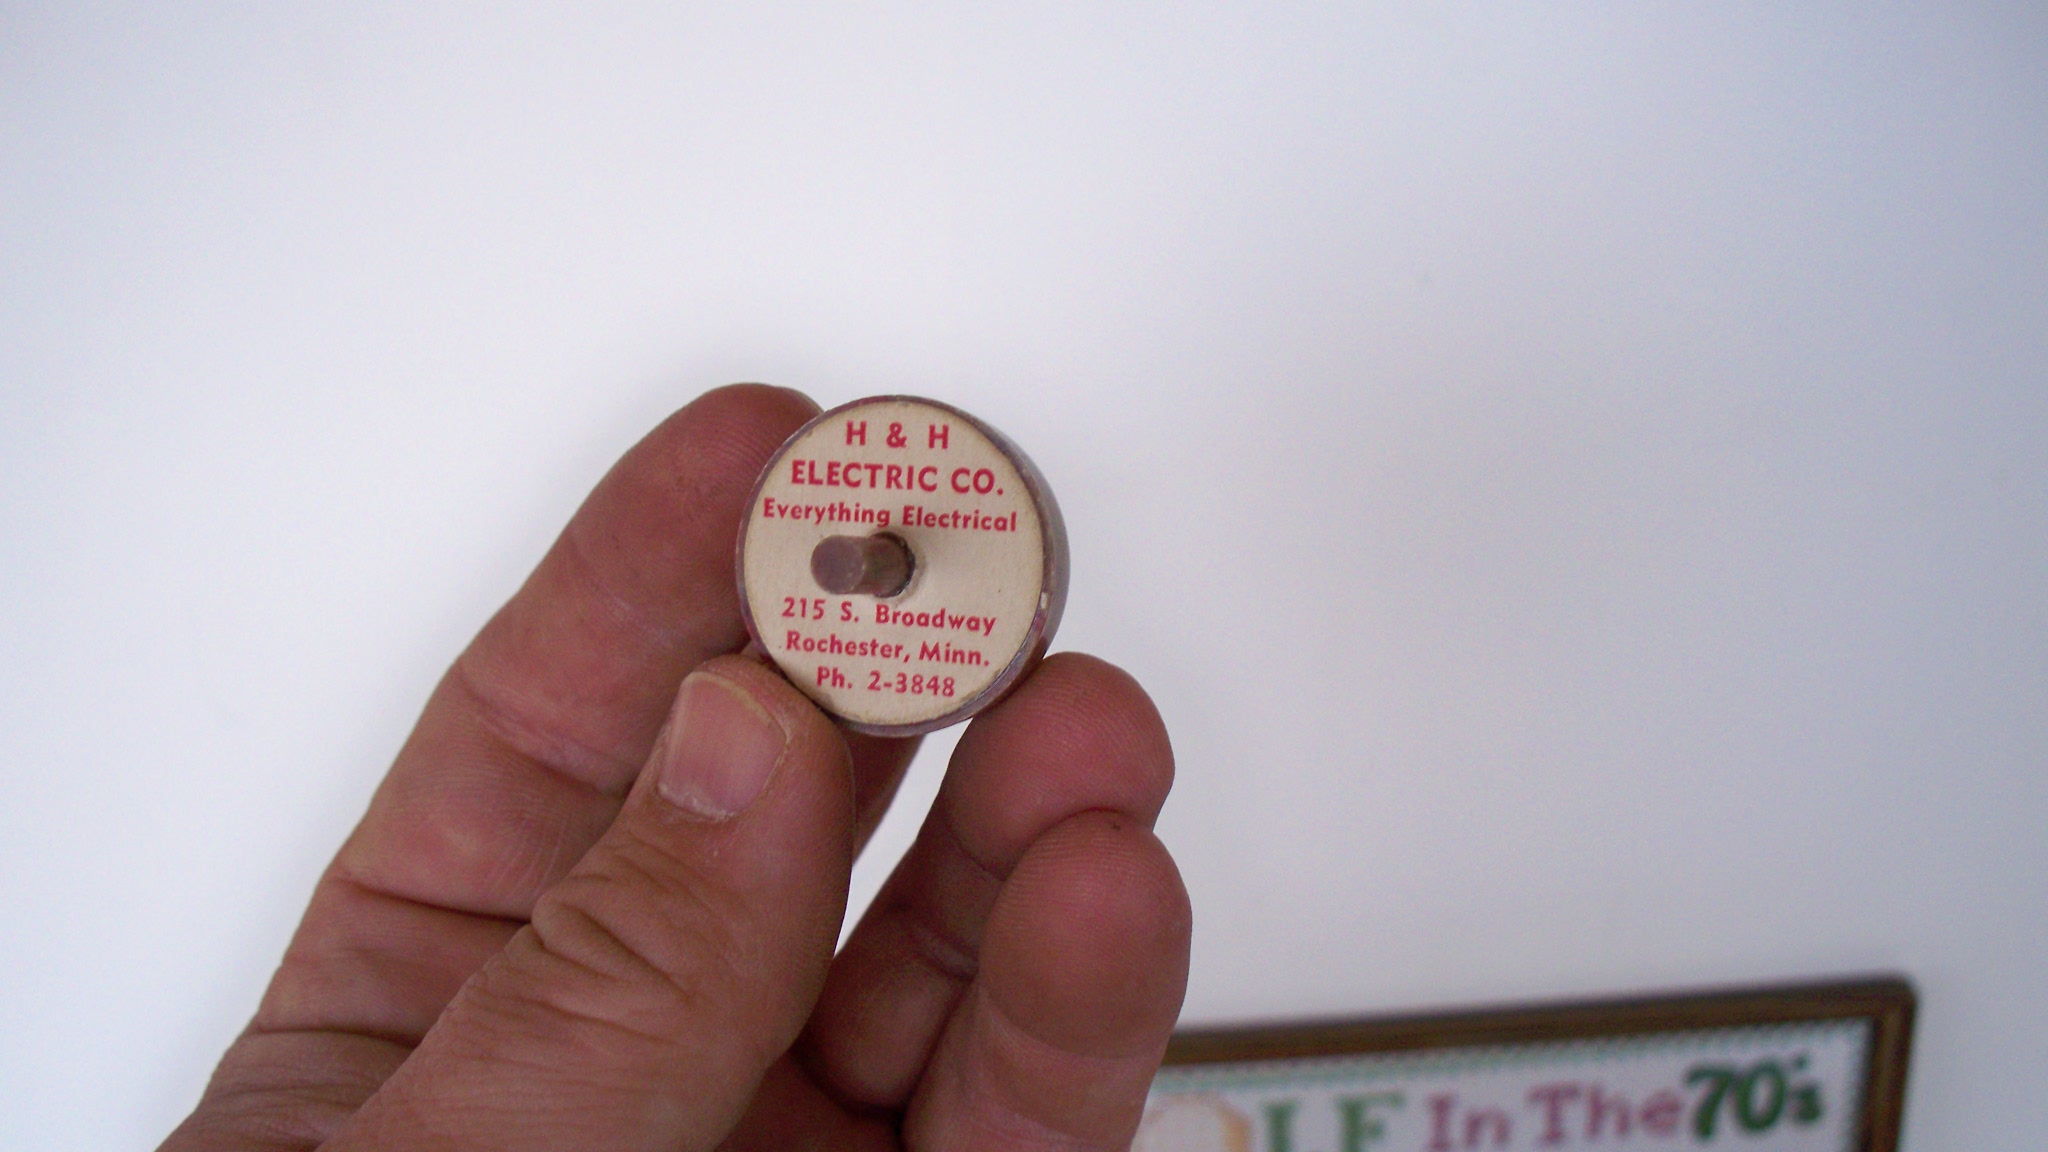 H & H
ELECTRIC CO.
Everything Electrical
215 S. Broadway
Rochester, Minn.
Ph. 2-3848
In The 70's